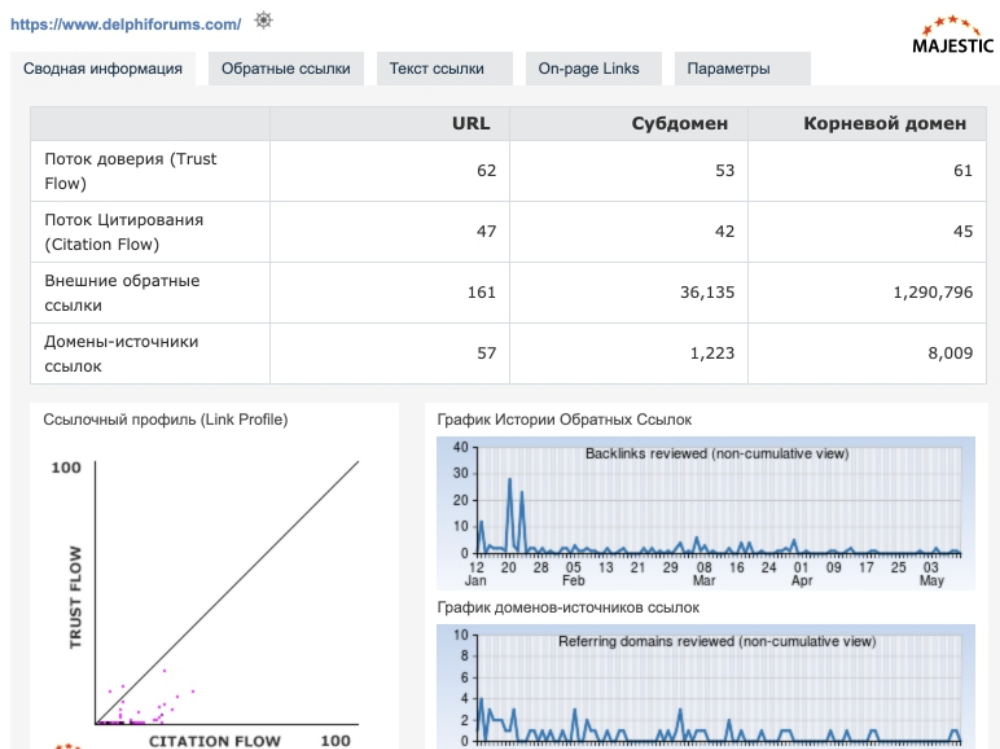 https://www.delphiforums.com/
MAJESTIC
Сводная информация Обратные ссылки Текст ссылки On-page Links Параметры
URL Субдомен Корневой домен
Поток доверия (Trust
Flow) 62 53 61
Поток Цитирования
(Citation Flow) 47 42 45
Внешние обратные
ссылки 161 36,135 1,290,796
Домены-источники
ссылок 57 1,223 8,009
Ссылочный профиль (Link Profile)
100
TRUST FLOW
CITATION FLOW 100
График Истории Обратных Ссылок
Backlinks reviewed (non-cumulative view)
40
30
20
10
0
12 20 28 05 13 21 29 08 16 24 01 09 17 25 03
Jan Feb Mar Apr May
График доменов-источников ссылок
Referring domains reviewed (non-cumulative view)
10
8
6
4
2
0